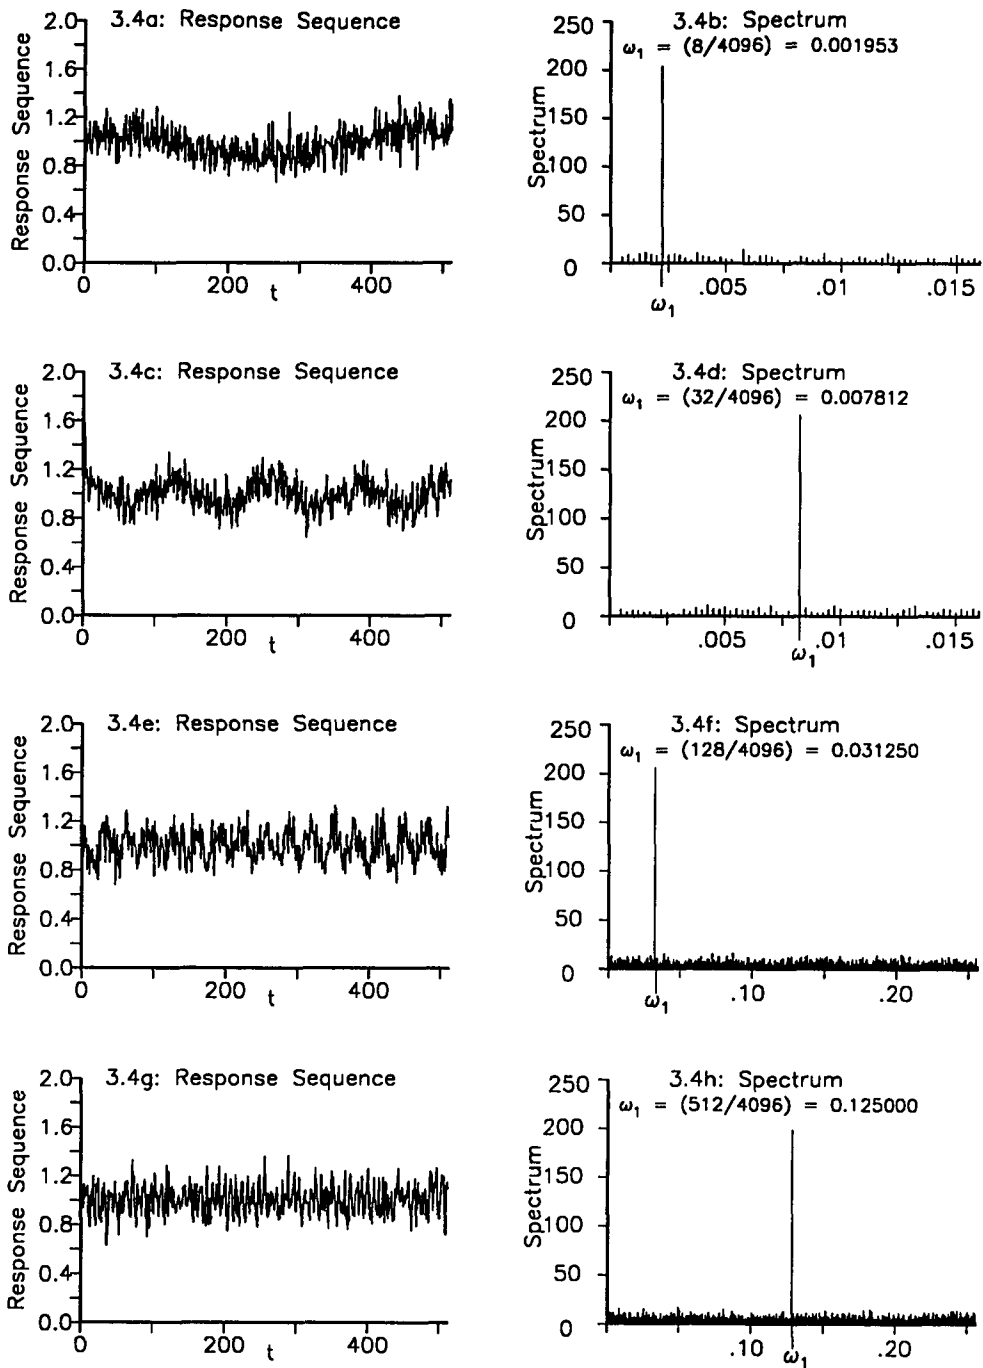 3.4a: Response Sequence
Response Sequence
2.0
1.6
1.2
0.8
0.4
0.0
0
200
400
t
3.4b: Spectrum
ω1 = (8/4096) = 0.001953
Spectrum
250
200
150
100
50
0
.005
.01
.015
ω1
3.4c: Response Sequence
Response Sequence
2.0
1.6
1.2
0.8
0.4
0.0
0
200
400
t
3.4d: Spectrum
ω1 = (32/4096) = 0.007812
Spectrum
250
200
150
100
50
0
.005
.01
.015
ω1
3.4e: Response Sequence
Response Sequence
2.0
1.6
1.2
0.8
0.4
0.0
0
200
400
t
3.4f: Spectrum
ω1 = (128/4096) = 0.031250
Spectrum
250
200
150
100
50
0
.10
.20
ω1
3.4g: Response Sequence
Response Sequence
2.0
1.6
1.2
0.8
0.4
0.0
0
200
400
t
3.4h: Spectrum
ω1 = (512/4096) = 0.125000
Spectrum
250
200
150
100
50
0
.10
.20
ω1